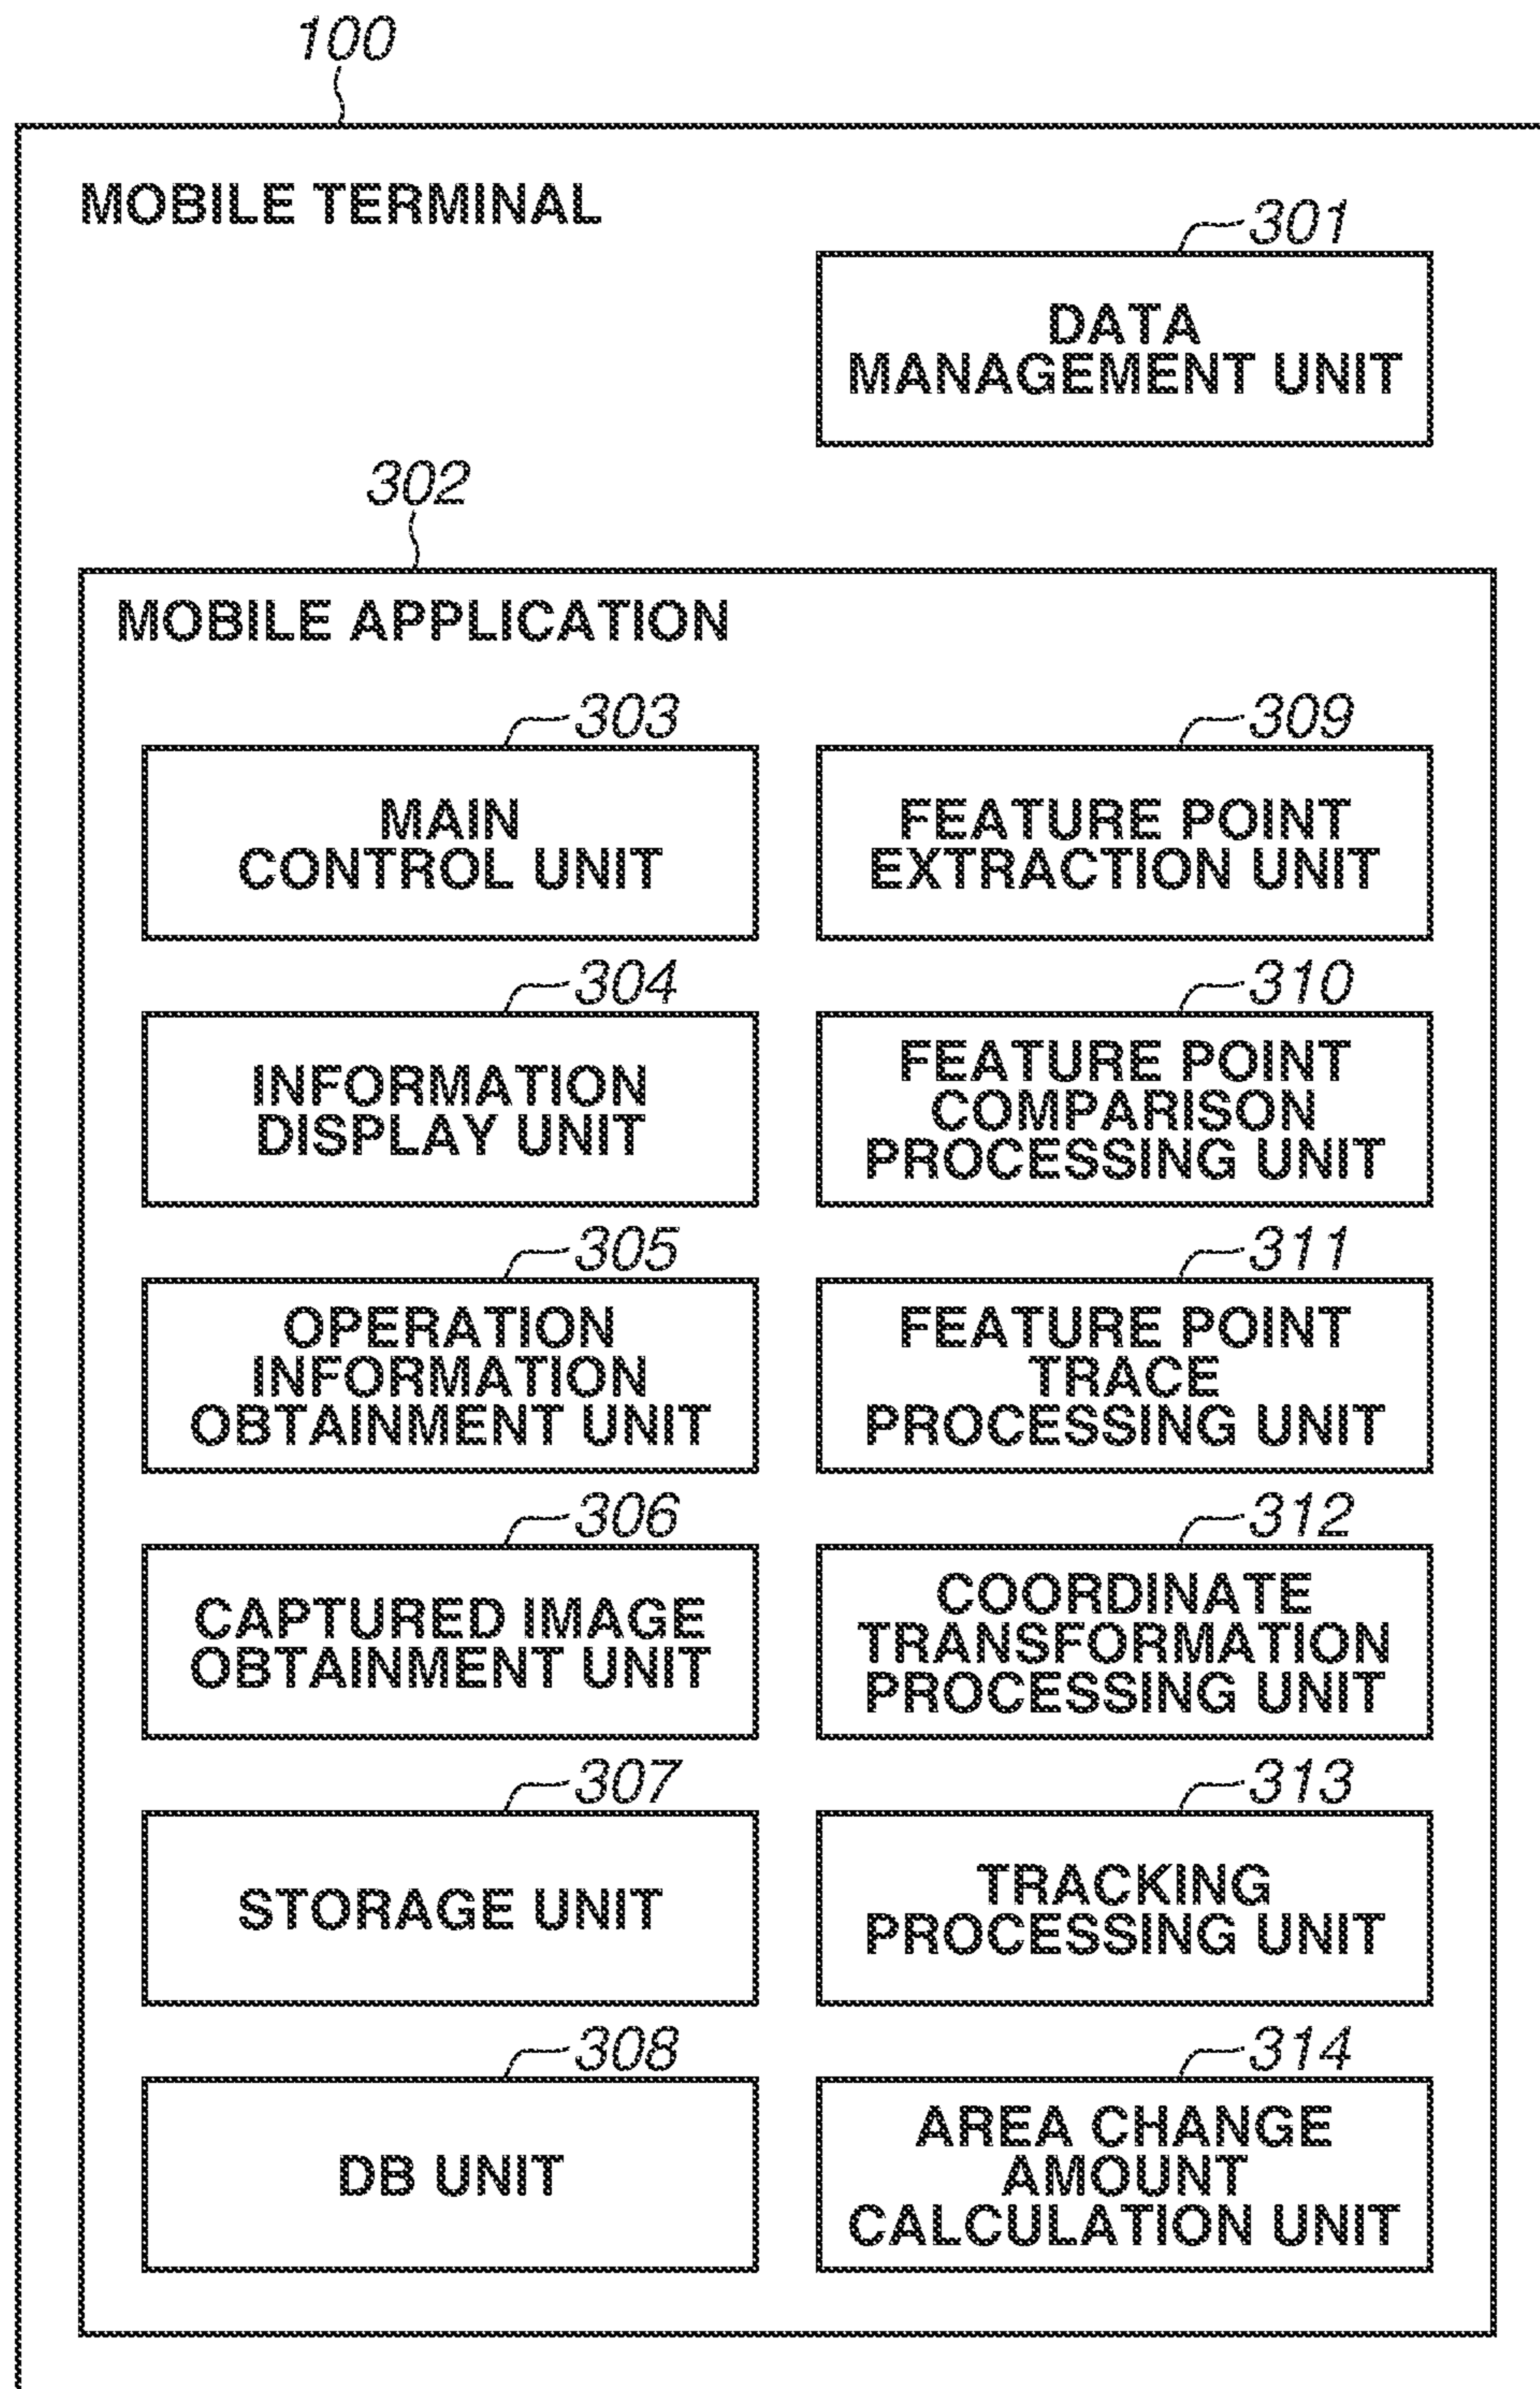 100
MOBILE TERMINAL
301
DATA
MANAGEMENT UNIT
302
MOBILE APPLICATION
303
MAIN
CONTROL UNIT
304
INFORMATION
DISPLAY UNIT
305
OPERATION
INFORMATION
OBTAINMENT UNIT
306
CAPTURED IMAGE
OBTAINMENT UNIT
307
STORAGE UNIT
308
DB UNIT
309
FEATURE POINT
EXTRACTION UNIT
310
FEATURE POINT
COMPARISON
PROCESSING UNIT
311
FEATURE POINT
TRACE
PROCESSING UNIT
312
COORDINATE
TRANSFORMATION
PROCESSING UNIT
313
TRACKING
PROCESSING UNIT
314
AREA CHANGE
AMOUNT
CALCULATION UNIT